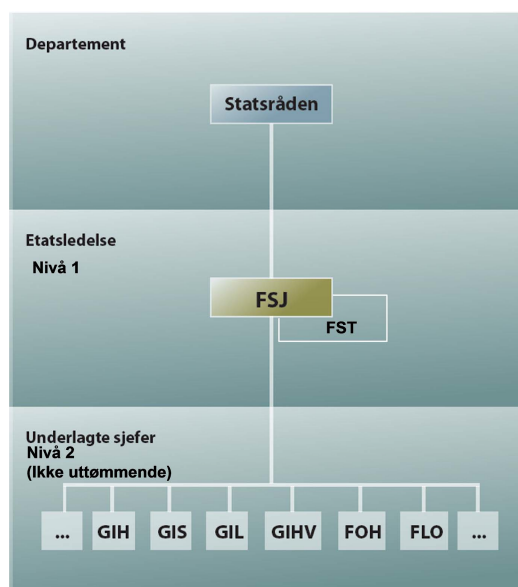 Departement
Statsråden
Etatsledelse
Nivå 1
FSJ
FST
Underlagte sjefer
Nivå 2
(Ikke uttømmende)
... GIH GIS GIL GIHV FOH FLO ...